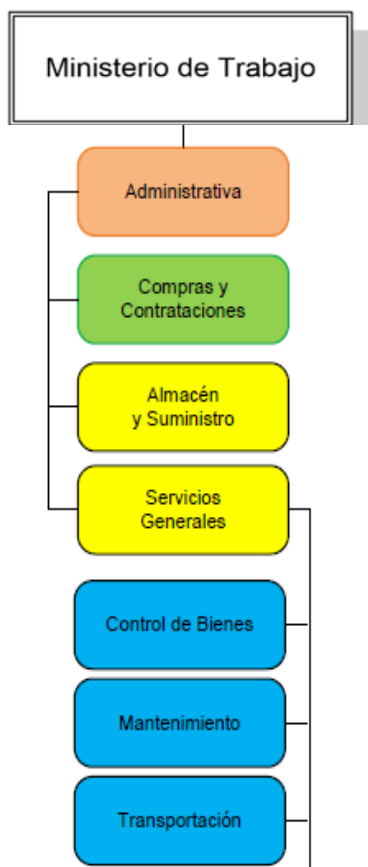 Ministerio de Trabajo
Administrativa
Compras y
Contrataciones
Almacén
y Suministro
Servicios
Generales
Control de Bienes
Mantenimiento
Transportación